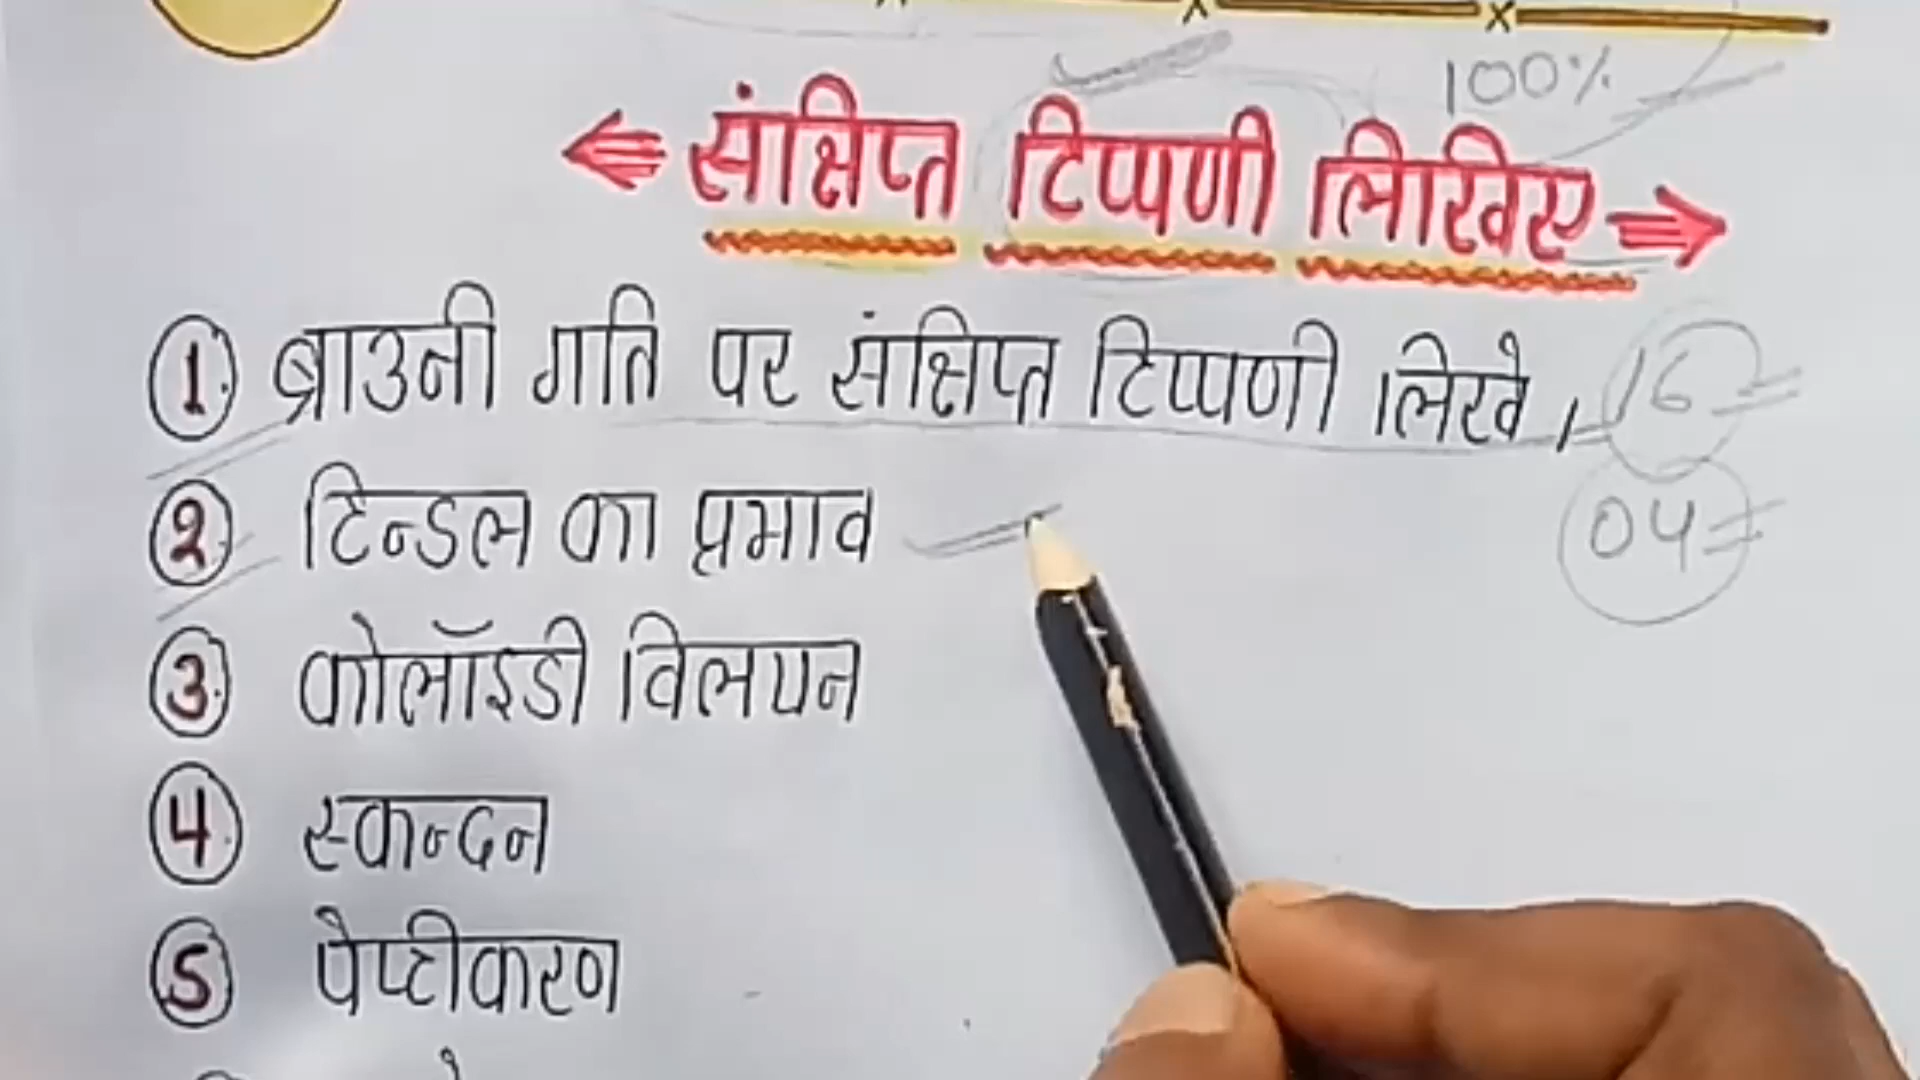 100%
संक्षिप्त टिप्पणी लिखिए
1. ब्राउनी गति पर संक्षिप्त टिप्पणी लिखे। 16
2. टिन्डल का प्रभाव 04
3. कोलॉइडी विलयन
4. स्कन्दन
5. पेप्टीकरण